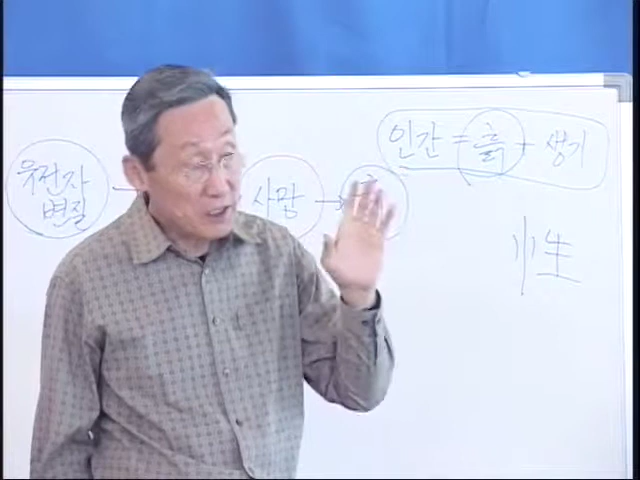 인간 = 흙 + 생기
유전자
변질
사망
性